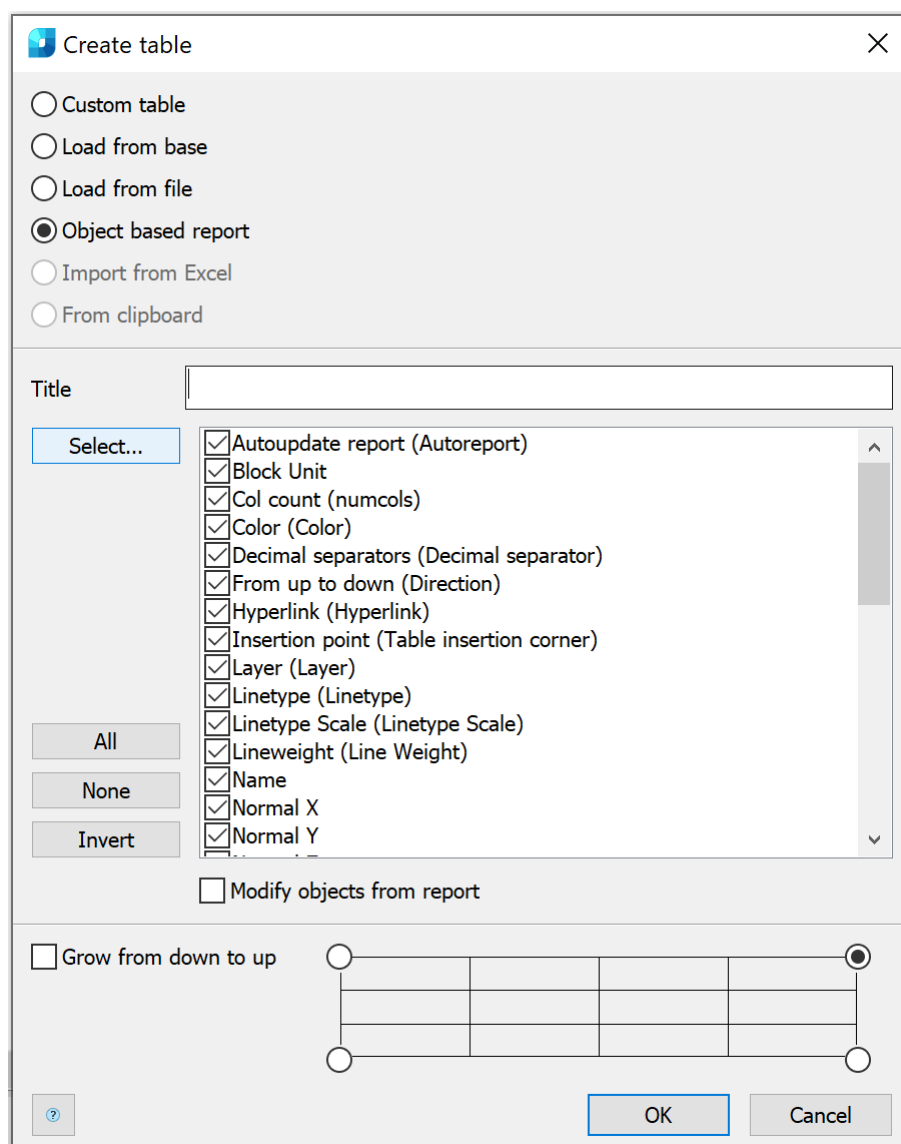 Create table
Custom table
Load from base
Load from file
Object based report
Import from Excel
From clipboard
Title
Select...
Autoupdate report (Autoreport)
Block Unit
Col count (numcols)
Color (Color)
Decimal separators (Decimal separator)
From up to down (Direction)
Hyperlink (Hyperlink)
Insertion point (Table insertion corner)
Layer (Layer)
Linetype (Linetype)
Linetype Scale (Linetype Scale)
Lineweight (Line Weight)
Name
Normal X
Normal Y
All
None
Invert
Modify objects from report
Grow from down to up
?
OK
Cancel